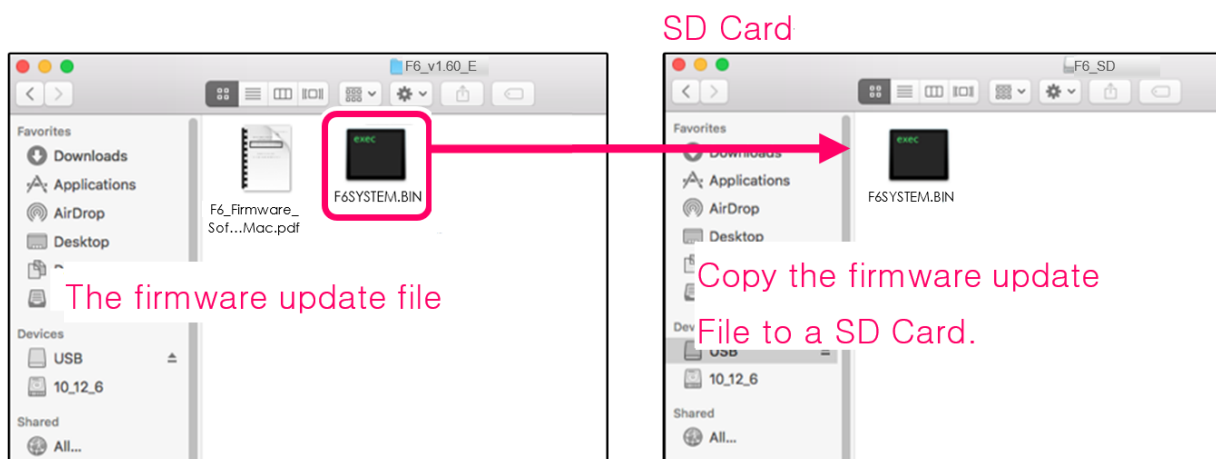 SD Card
F6_v1.60_E
Favorites
Downloads
Applications
AirDrop
Desktop
Devices
USB
10_12_6
Shared
All...
F6_Firmware_
Sof...Mac.pdf
exec
F6SYSTEM.BIN
The firmware update file
F6_SD
Favorites
Downloads
Applications
AirDrop
Desktop
USB
10_12_6
Shared
All...
exec
F6SYSTEM.BIN
Copy the firmware update
File to a SD Card.